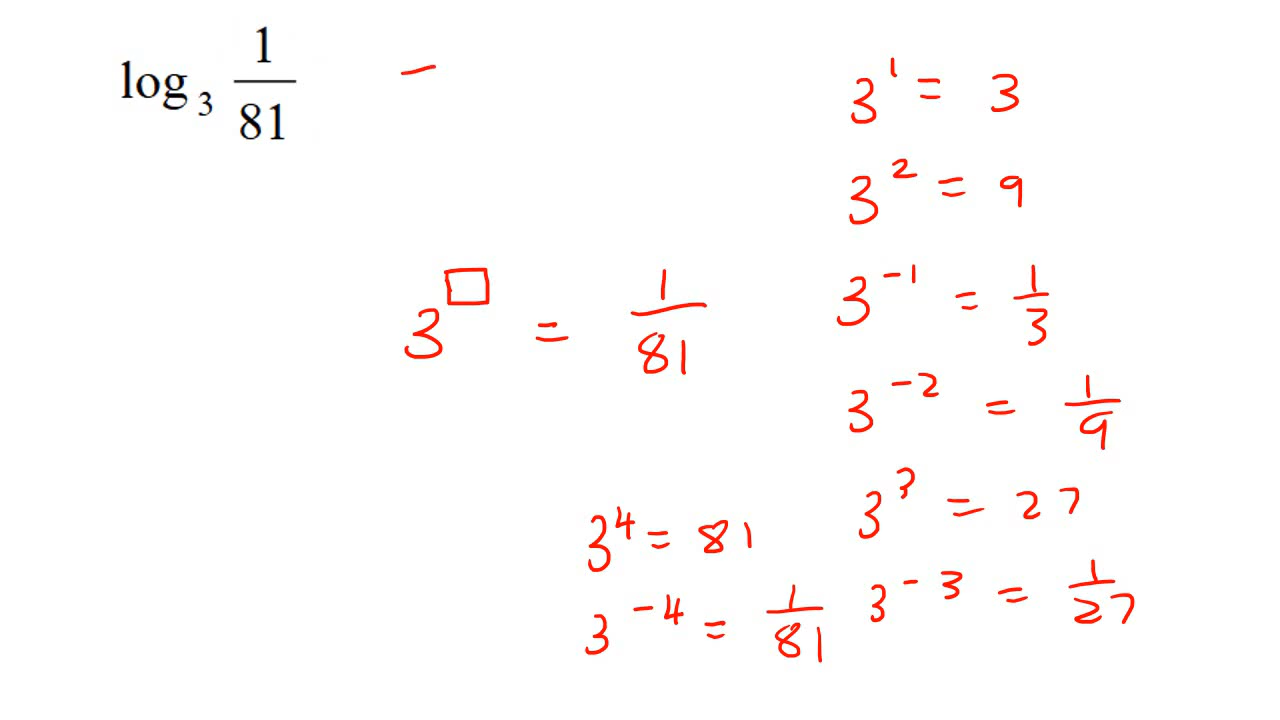 log₃ 1/81 –
3¹ = 3
3² = 9
3^□ = 1/81
3⁻¹ = 1/3
3⁻² = 1/9
3³ = 27
3⁴ = 81
3⁻³ = 1/27
3⁻⁴ = 1/81